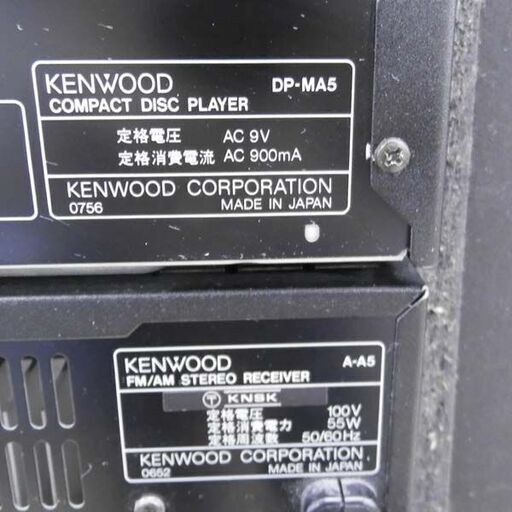 KENWOOD DP-MA5
COMPACT DISC PLAYER
定格電圧 AC 9V
定格消費電流 AC 900mA
KENWOOD CORPORATION
0756 MADE IN JAPAN
KENWOOD A-A5
FM/AM STEREO RECEIVER
KNSK
定格電圧 100V
定格消費電力 55W
定格周波数 50/60Hz
KENWOOD CORPORATION
0652 MADE IN JAPAN